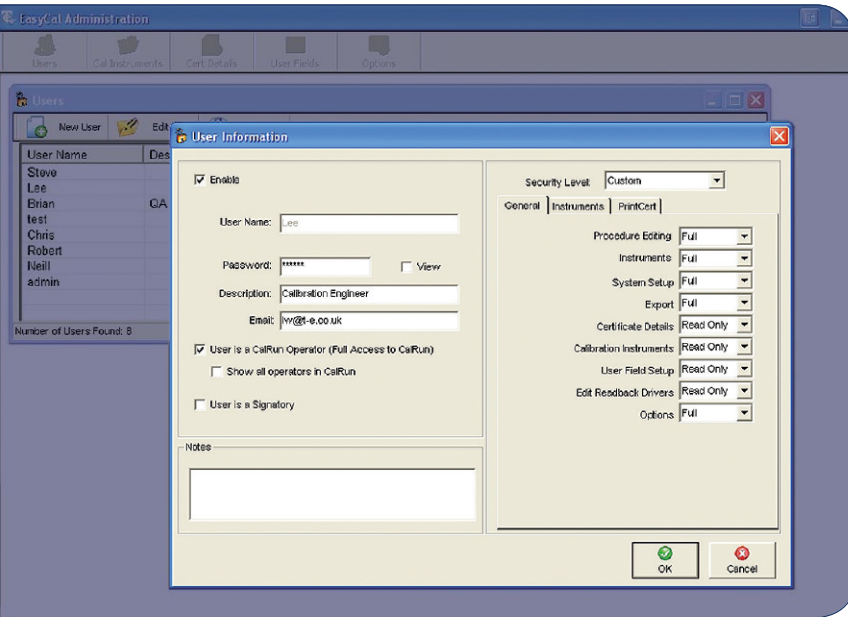 EasyCal Administration
Users Cal Instruments Cert Details User Fields Options
Users
New User Edit
User Name Des
Steve
Lee
Brian QA
test
Chris
Robert
Neill
admin
Number of Users Found: 8
User Information
Enable
User Name: Lee
Password: ****** View
Description: Calibration Engineer
Email: lw@t-e.co.uk
User is a CalRun Operator (Full Access to CalRun)
Show all operators in CalRun
User is a Signatory
Notes
Security Level: Custom
General Instruments PrintCert
Procedure Editing Full
Instruments Full
System Setup Full
Export Full
Certificate Details Read Only
Calibration Instruments Read Only
User Field Setup Read Only
Edit Readback Drivers Read Only
Options Full
OK Cancel